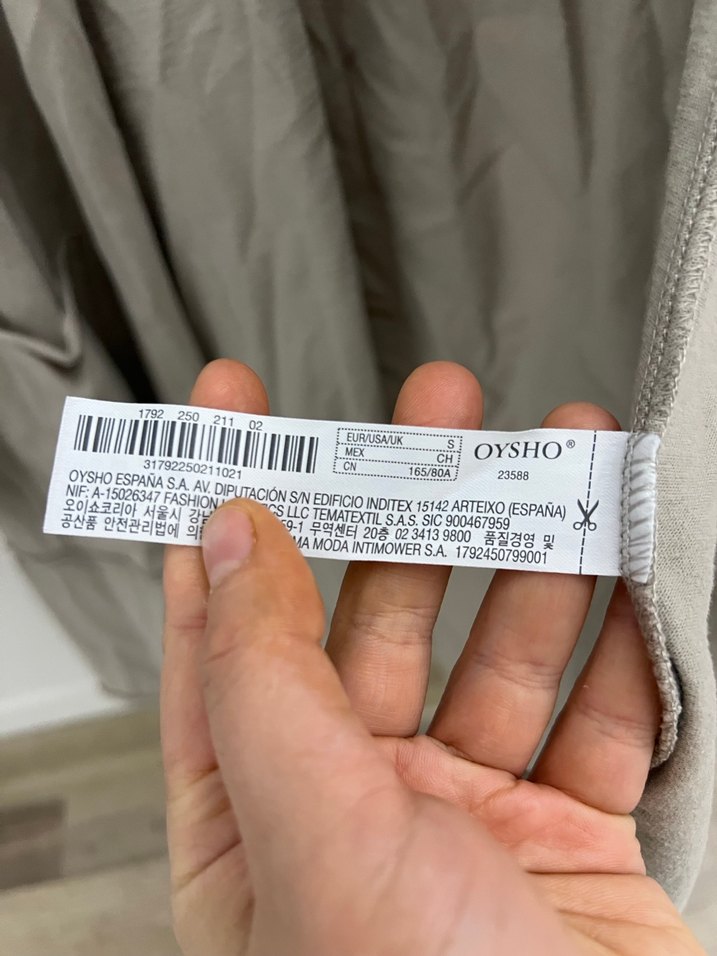 1792 250 211 02
31792250211021
EUR/USA/UK S
MEX CH
CN 165/80A
OYSHO®
23588
OYSHO ESPAÑA S.A. AV. DIPUTACIÓN S/N EDIFICIO INDITEX 15142 ARTEIXO (ESPAÑA)
NIF: A-15026347 FASHION LLC TEMATEXTIL S.A.S. SIC 900467959
오이쇼코리아 서울시 강남 무역센터 20층 02 3413 9800 품질경영 및
공산품 안전관리법에 MODA INTIMOWER S.A. 1792450799001